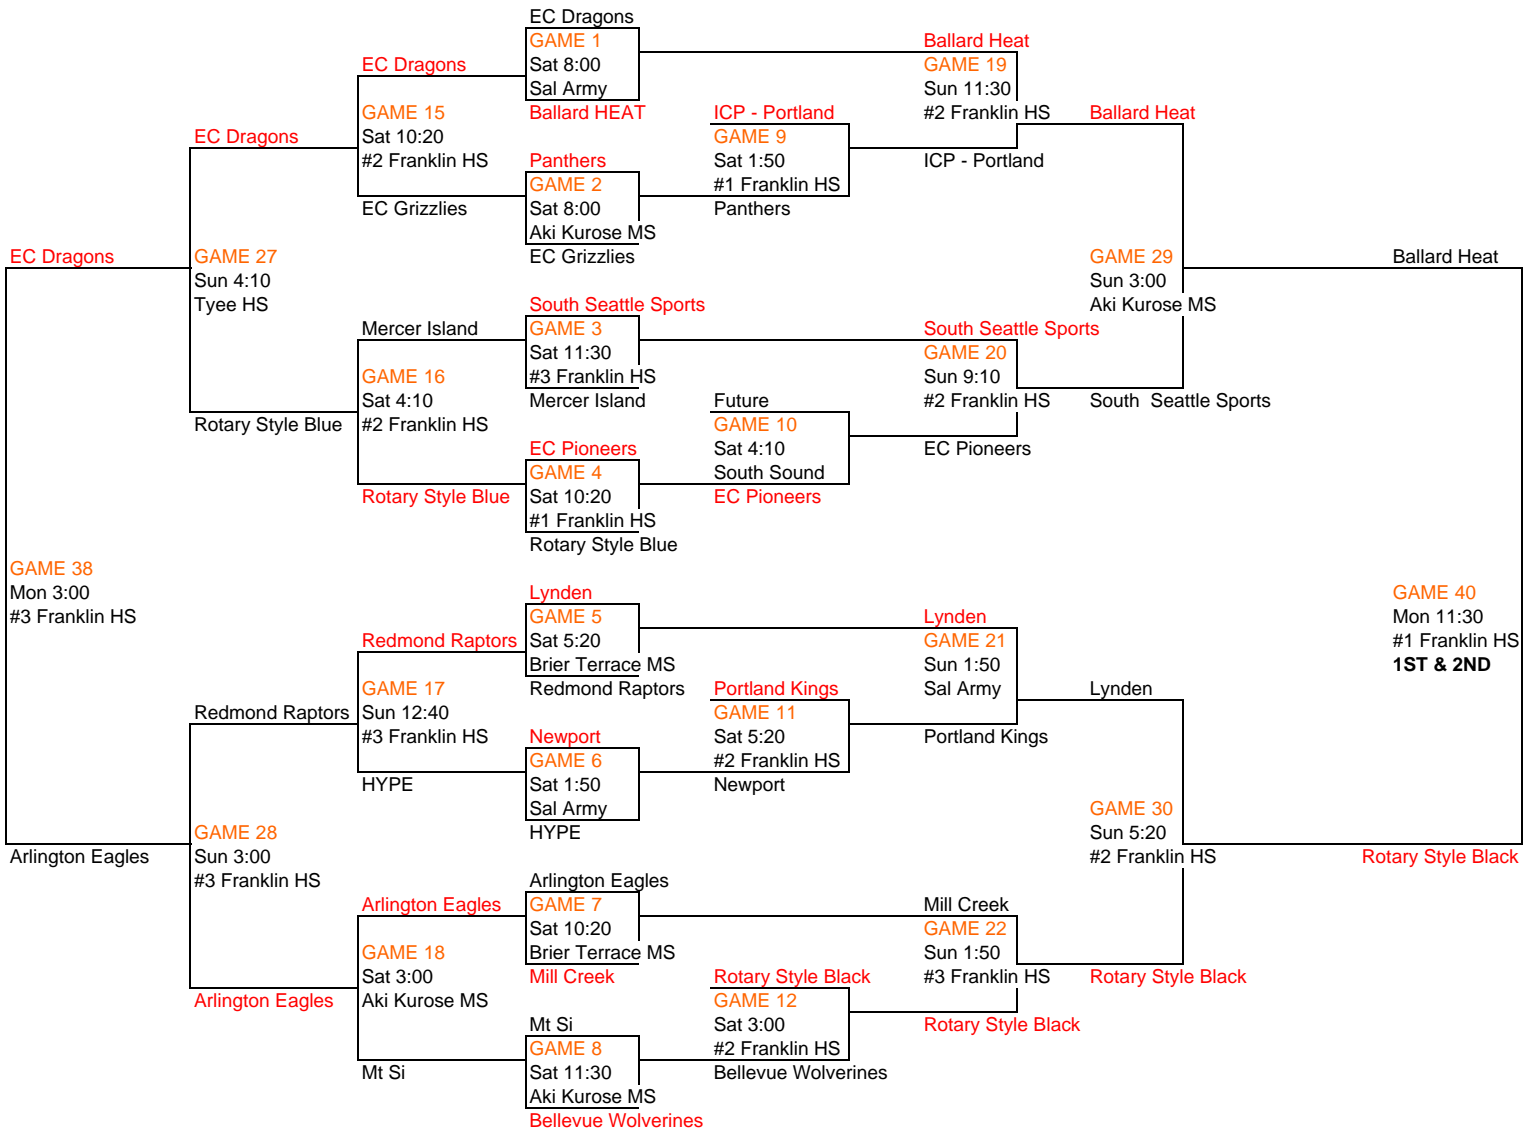 EC Dragons
GAME 1
Sat 8:00
Sal Army
Ballard HEAT
EC Dragons
GAME 15
Sat 10:20
#2 Franklin HS
EC Grizzlies
Panthers
GAME 2
Sat 8:00
Aki Kurose MS
EC Grizzlies
ICP - Portland
GAME 9
Sat 1:50
#1 Franklin HS
Panthers
Ballard Heat
GAME 19
Sun 11:30
#2 Franklin HS
ICP - Portland
Ballard Heat
EC Dragons
GAME 27
Sun 4:10
Tyee HS
Rotary Style Blue
EC Dragons
South Seattle Sports
GAME 3
Sat 11:30
#3 Franklin HS
Mercer Island
Mercer Island
GAME 16
Sat 4:10
#2 Franklin HS
Rotary Style Blue
EC Pioneers
GAME 4
Sat 10:20
#1 Franklin HS
Rotary Style Blue
Future
GAME 10
Sat 4:10
South Sound
EC Pioneers
South Seattle Sports
GAME 20
Sun 9:10
#2 Franklin HS
EC Pioneers
GAME 29
Sun 3:00
Aki Kurose MS
South  Seattle Sports
Ballard Heat
GAME 38
Mon 3:00
#3 Franklin HS
Arlington Eagles
Lynden
GAME 5
Sat 5:20
Brier Terrace MS
Redmond Raptors
Redmond Raptors
GAME 17
Sun 12:40
#3 Franklin HS
HYPE
Newport
GAME 6
Sat 1:50
Sal Army
HYPE
Portland Kings
GAME 11
Sat 5:20
#2 Franklin HS
Newport
Lynden
GAME 21
Sun 1:50
Sal Army
Portland Kings
Lynden
GAME 40
Mon 11:30
#1 Franklin HS
1ST & 2ND
Redmond Raptors
GAME 28
Sun 3:00
#3 Franklin HS
Arlington Eagles
Arlington Eagles
GAME 7
Sat 10:20
Brier Terrace MS
Mill Creek
Arlington Eagles
GAME 18
Sat 3:00
Aki Kurose MS
Mt Si
Mt Si
GAME 8
Sat 11:30
Aki Kurose MS
Bellevue Wolverines
Rotary Style Black
GAME 12
Sat 3:00
#2 Franklin HS
Bellevue Wolverines
Mill Creek
GAME 22
Sun 1:50
#3 Franklin HS
Rotary Style Black
GAME 30
Sun 5:20
#2 Franklin HS
Rotary Style Black
Rotary Style Black